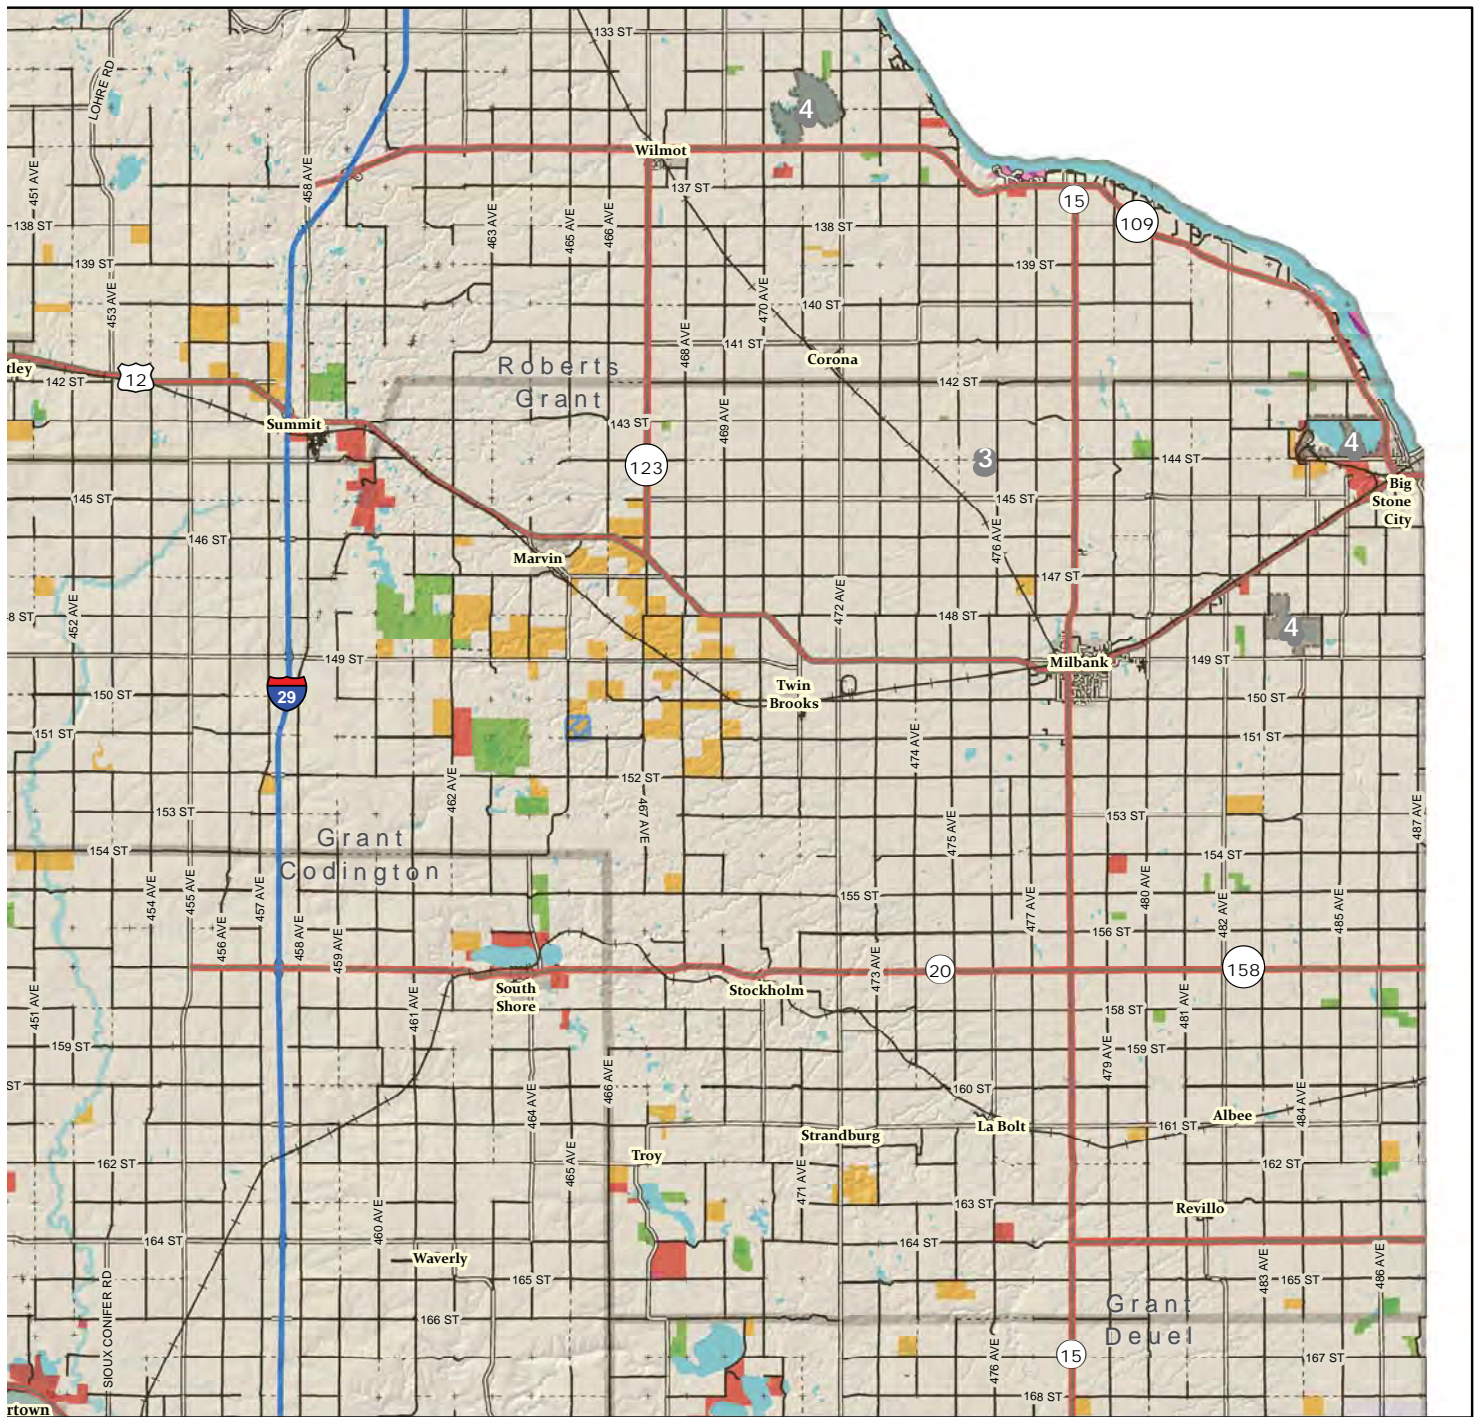 133 ST
LOHRE RD
4
451 AVE
458 AVE
Wilmot
137 ST
15
109
138 ST
463 AVE
465 AVE
466 AVE
138 ST
139 ST
139 ST
453 AVE
470 AVE
140 ST
468 AVE
141 ST
Corona
Roberts
Grant
tley
12
142 ST
142 ST
Summit
143 ST
469 AVE
4
123
3
144 ST
145 ST
145 ST
Big
Stone
City
146 ST
476 AVE
Marvin
147 ST
8 ST
452 AVE
472 AVE
148 ST
4
149 ST
Milbank
149 ST
29
150 ST
Twin
Brooks
150 ST
151 ST
474 AVE
151 ST
462 AVE
152 ST
153 ST
467 AVE
475 AVE
153 ST
487 AVE
Grant
Codington
154 ST
154 ST
454 AVE
455 AVE
457 AVE
155 ST
477 AVE
480 AVE
482 AVE
485 AVE
456 AVE
458 AVE
459 AVE
156 ST
473 AVE
20
158
South
Shore
Stockholm
451 AVE
461 AVE
158 ST
481 AVE
159 ST
159 ST
479 AVE
ST
466 AVE
160 ST
464 AVE
484 AVE
Albee
Strandburg
La Bolt
161 ST
Troy
162 ST
465 AVE
471 AVE
162 ST
460 AVE
163 ST
Revillo
164 ST
164 ST
Waverly
165 ST
483 AVE
165 ST
486 AVE
SIOUX CONIFER RD
166 ST
Grant
Deuel
476 AVE
15
167 ST
168 ST
rtown